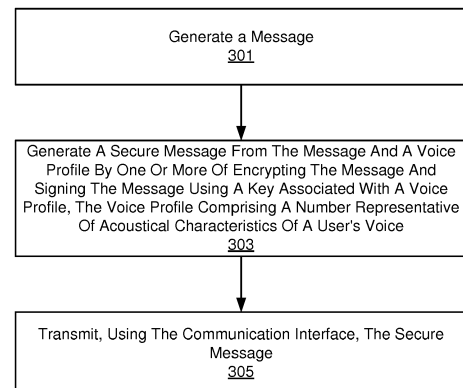 Generate a Message
301
Generate A Secure Message From The Message And A Voice
Profile By One Or More Of Encrypting The Message And
Signing The Message Using A Key Associated With A Voice
Profile, The Voice Profile Comprising A Number Representative
Of Acoustical Characteristics Of A User's Voice
303
Transmit, Using The Communication Interface, The Secure
Message
305